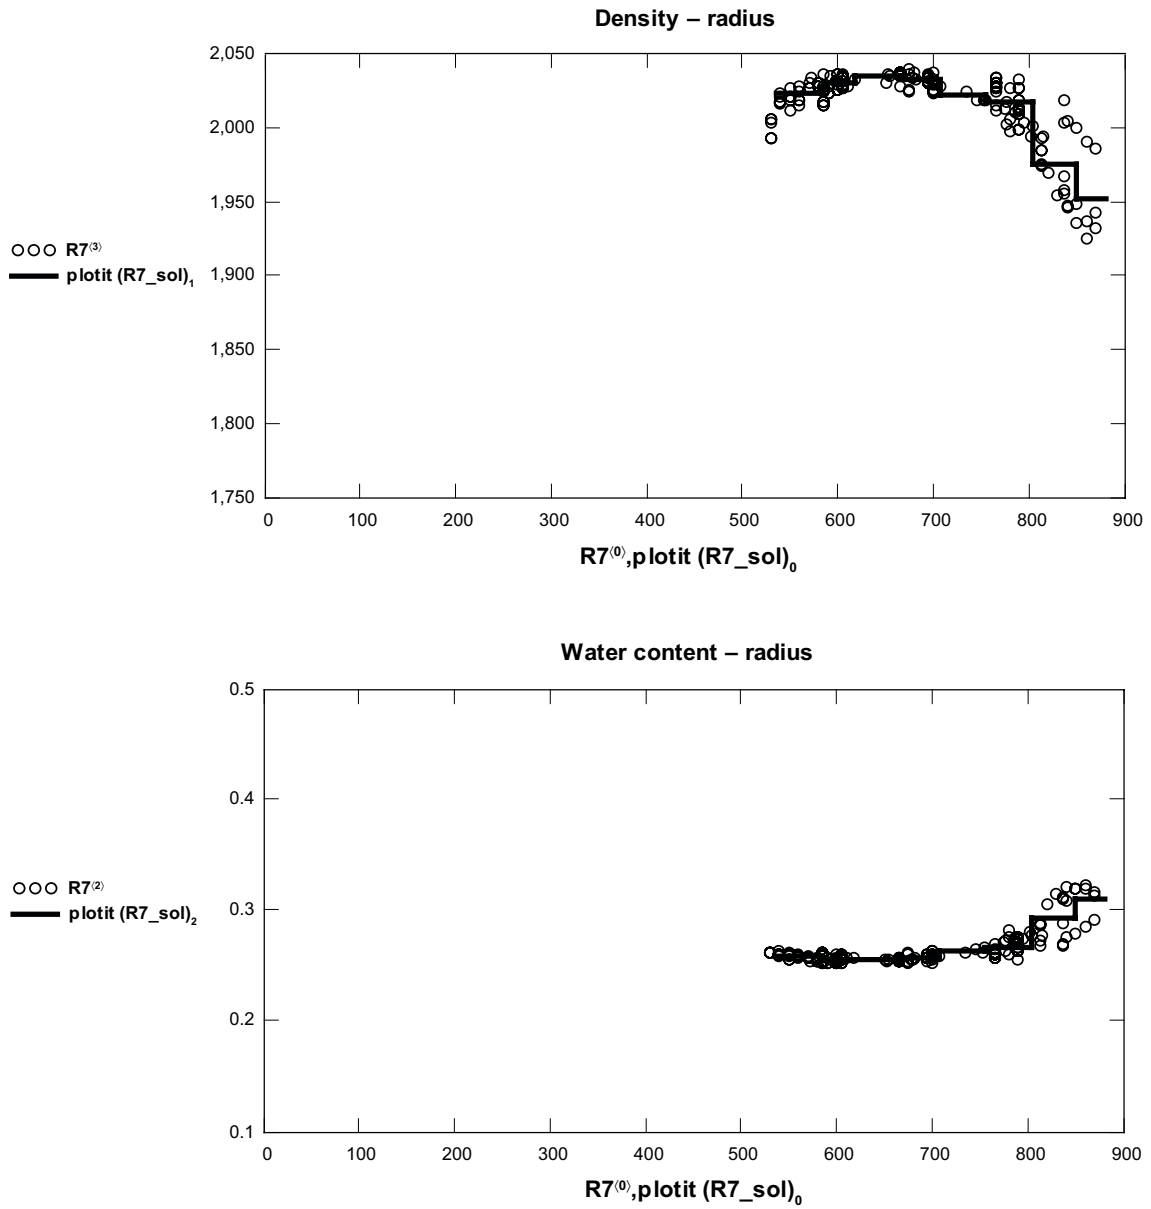 Density – radius
2,050
2,000
1,950
1,900
1,850
1,800
1,750
R7⟨3⟩
plotit (R7_sol)1
0 100 200 300 400 500 600 700 800 900
R7⟨0⟩,plotit (R7_sol)0
Water content – radius
0.5
0.4
0.3
0.2
0.1
R7⟨2⟩
plotit (R7_sol)2
0 100 200 300 400 500 600 700 800 900
R7⟨0⟩,plotit (R7_sol)0